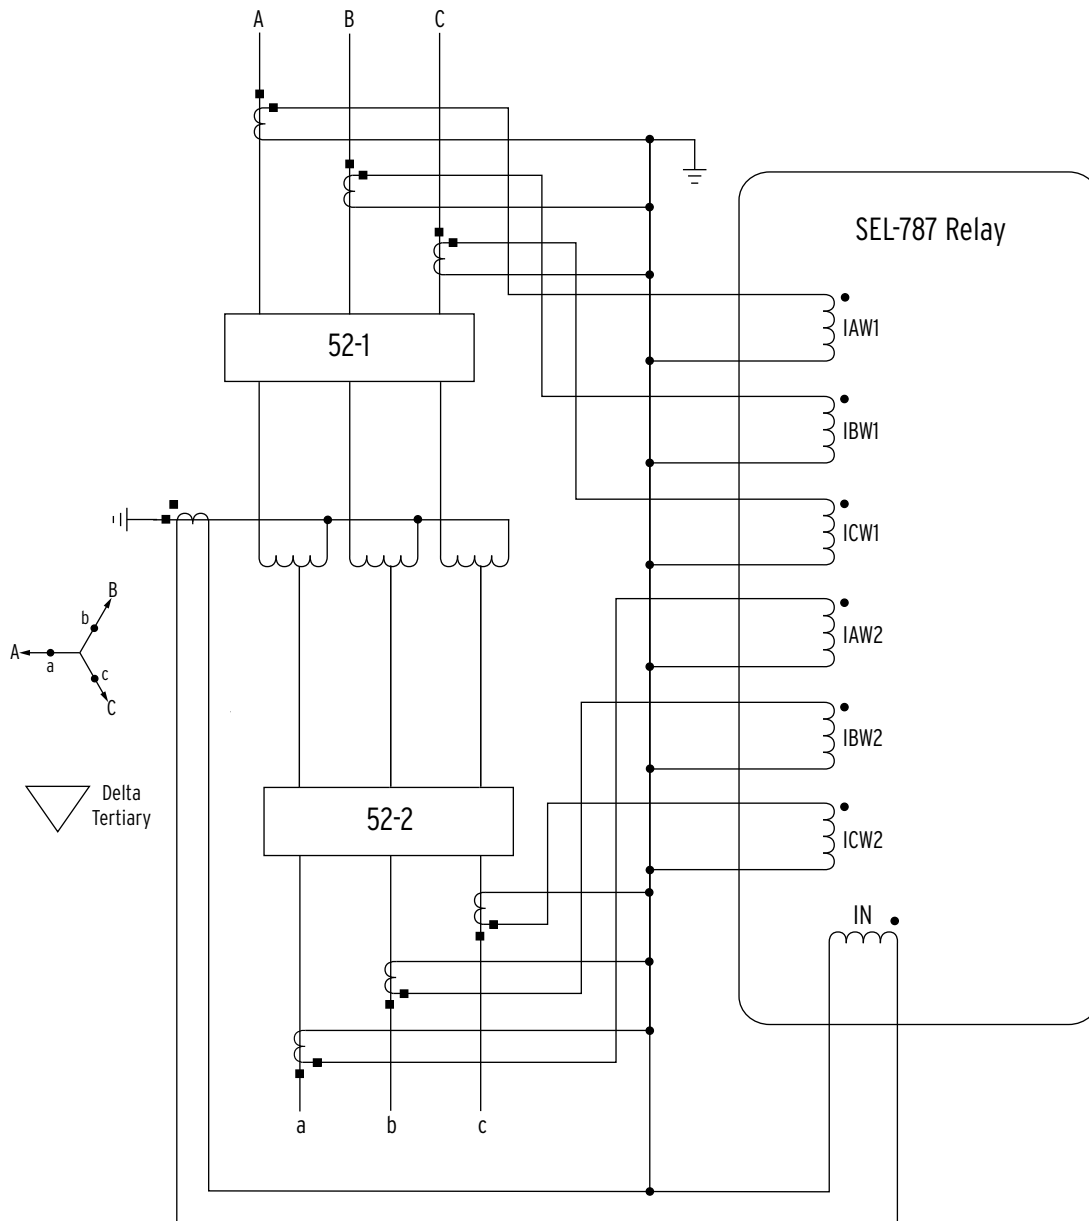 A B C
SEL-787 Relay
IAW1
52-1
IBW1
ICW1
B
b
A
a
c
C
IAW2
IBW2
Delta
Tertiary
52-2
ICW2
IN
a b c